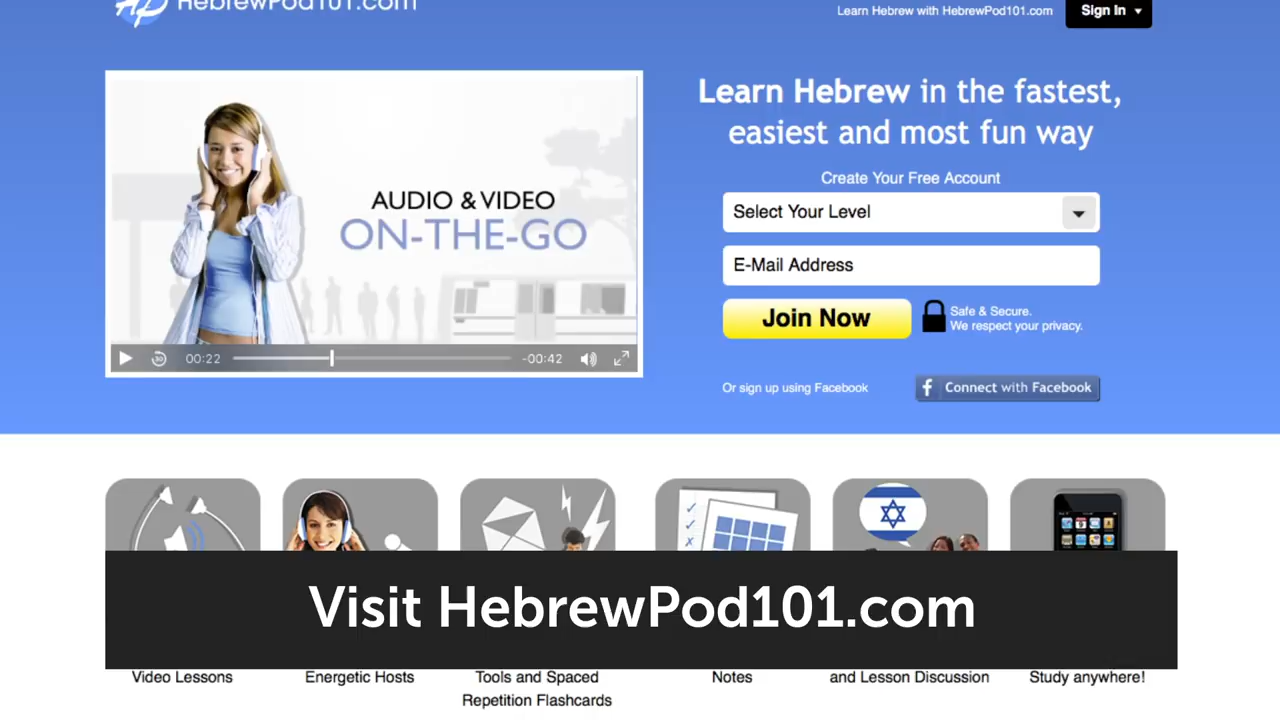 HebrewPod101.com
Learn Hebrew with HebrewPod101.com
Sign In
AUDIO & VIDEO
ON-THE-GO
00:22
-00:42
Learn Hebrew in the fastest,
easiest and most fun way
Create Your Free Account
Select Your Level
E-Mail Address
Join Now
Safe & Secure.
We respect your privacy.
Or sign up using Facebook
Connect with Facebook
Visit HebrewPod101.com
Video Lessons
Energetic Hosts
Tools and Spaced
Repetition Flashcards
Notes
and Lesson Discussion
Study anywhere!